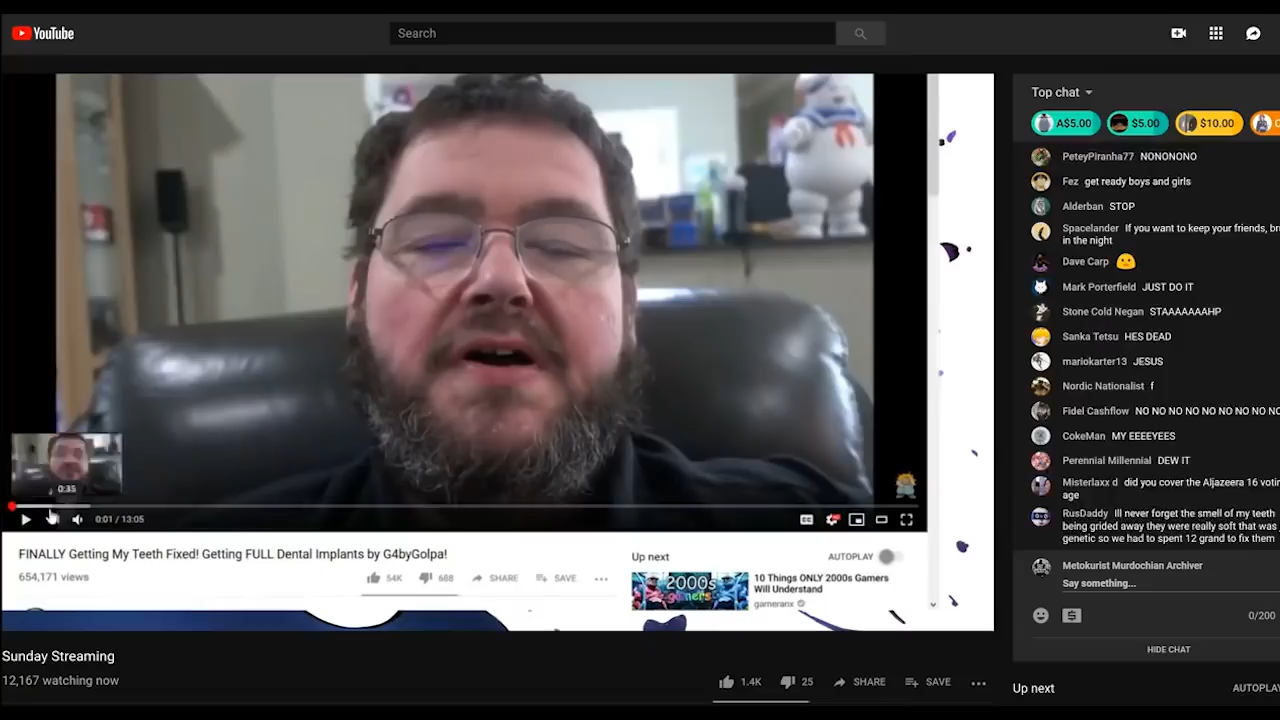 YouTube
Search
Top chat
A$5.00
$5.00
$10.00
PeteyPiranha77 NONONONO
Fez get ready boys and girls
Alderban STOP
Spacelander If you want to keep your friends, br
in the night
Dave Carp
Mark Porterfield JUST DO IT
Stone Cold Negan STAAAAAAAHP
Sanka Tetsu HES DEAD
mariokarter13 JESUS
Nordic Nationalist f
Fidel Cashflow NO NO NO NO NO NO NO NO NO
CokeMan MY EEEEYEES
Perennial Millennial DEW IT
Misterlaxx d did you cover the Aljazeera 16 votin
age
RusDaddy Ill never forget the smell of my teeth
being grided away they were really soft that was
genetic so we had to spent 12 grand to fix them
Metokurist Murdochian Archiver
Say something...
0/200
HIDE CHAT
Up next
AUTOPLAY
0:35
0:01 / 13:05
FINALLY Getting My Teeth Fixed! Getting FULL Dental Implants by G4byGolpa!
654,171 views
54K
688
SHARE
SAVE
Up next
AUTOPLAY
2000s
gamers
10 Things ONLY 2000s Gamers
Will Understand
gameranx
Sunday Streaming
12,167 watching now
1.4K
25
SHARE
SAVE